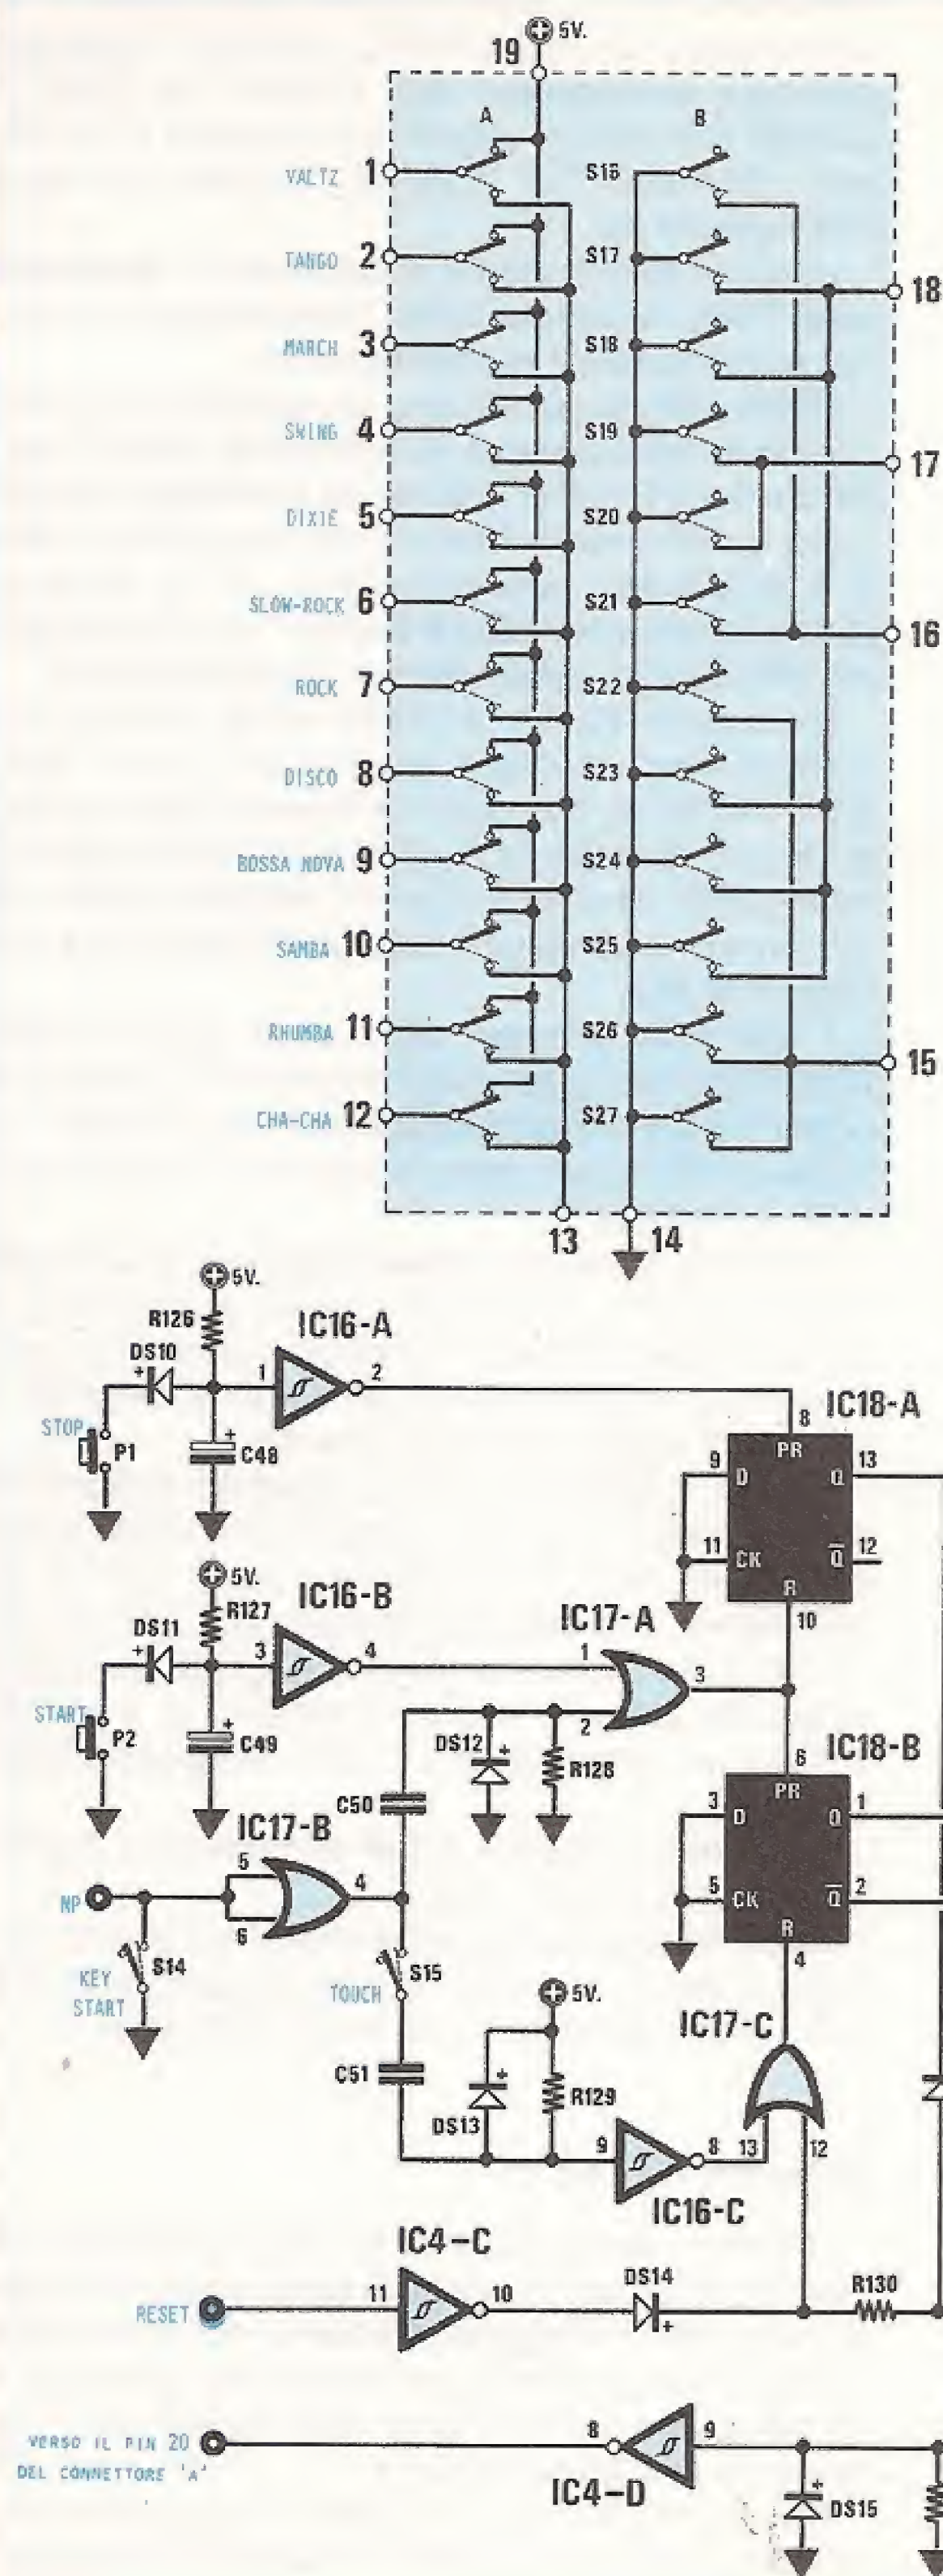 19 5V.
A B
VALTZ 1 S16
TANGO 2 S17 18
MARCH 3 S18
SWING 4 S19 17
DIXIE 5 S20
SLOW-ROCK 6 S21 16
ROCK 7 S22
DISCO 8 S23
BOSSA NOVA 9 S24
SAMBA 10 S25
RHUMBA 11 S26 15
CHA-CHA 12 S27
13 14
5V.
R126 IC16-A
DS10
+ 1 2 IC18-A
STOP + 8
P1 C48 9 PR 13
D Q
11 CK Q 12
5V. R
R127 IC16-B IC17-A 10
DS11
+ 3 4 1 3
START + 2
P2 C49 DS12 + R128 6 IC18-B
C50 3 PR 1
IC17-B D Q
5 4
NP 6 5 CK Q 2
S14 R
KEY S15 4
START TOUCH 5V. IC17-C
C51 + R129
DS13 9 8 13 12
IC16-C
IC4-C
DS14 R130
RESET 11 10 +
VERSO IL PIN 20 8 9
DEL CONNETTORE 'A'
IC4-D + DS15